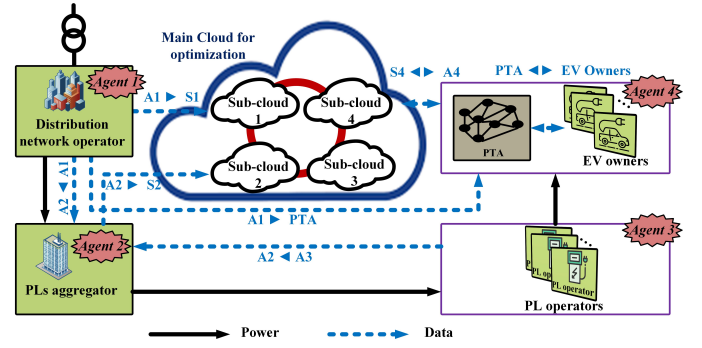 Main Cloud for
optimization
Agent 1
A1 ► S1
S4 ◄► A4
PTA ◄► EV Owners
Agent 4
Sub-cloud
1
Sub-cloud
4
Sub-cloud
2
Sub-cloud
3
Distribution
network operator
PTA
EV owners
A2 ◄ A1
A2 ► S2
A1 ► PTA
Agent 2
A2 ◄ A3
Agent 3
PL operator
PLs aggregator
PL operators
Power
Data